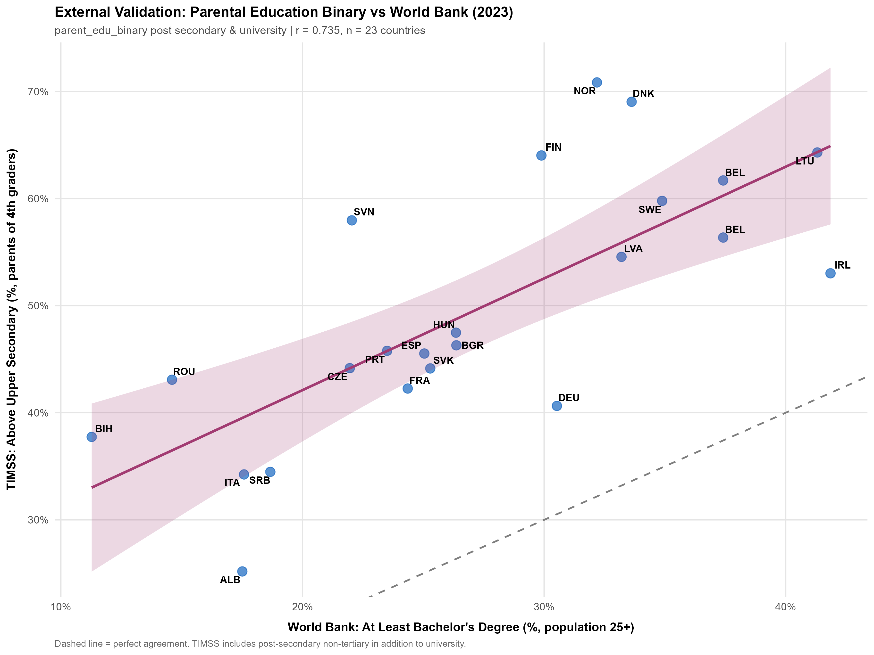 External Validation: Parental Education Binary vs World Bank (2023)
parent_edu_binary post secondary & university | r = 0.735, n = 23 countries
TIMSS: Above Upper Secondary (%, parents of 4th graders)
70%
60%
50%
40%
30%
NOR
DNK
FIN
LTU
BEL
SVN
SWE
BEL
LVA
IRL
HUN
BGR
ESP
PRT
SVK
CZE
ROU
FRA
DEU
BIH
ITA
SRB
ALB
10%
20%
30%
40%
World Bank: At Least Bachelor's Degree (%, population 25+)
Dashed line = perfect agreement. TIMSS includes post-secondary non-tertiary in addition to university.